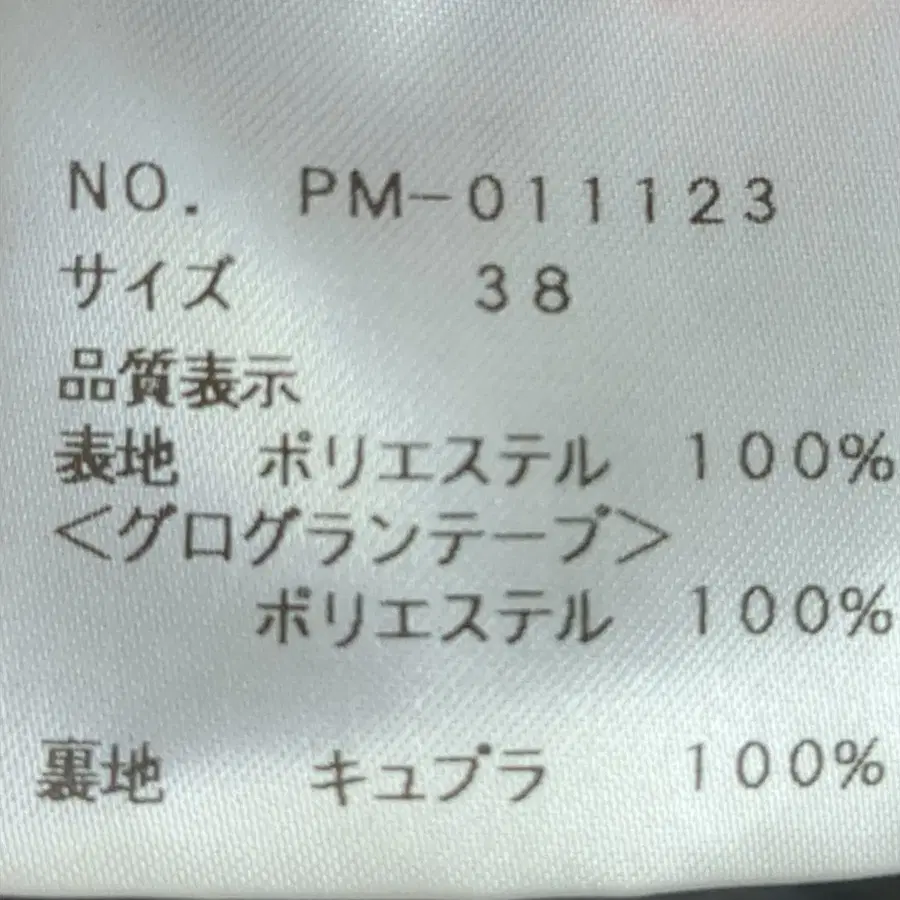 NO. PM-011123
サイズ 38
品質表示
表地 ポリエステル 100%
<グログランテープ>
ポリエステル 100%
裏地 キュプラ 100%